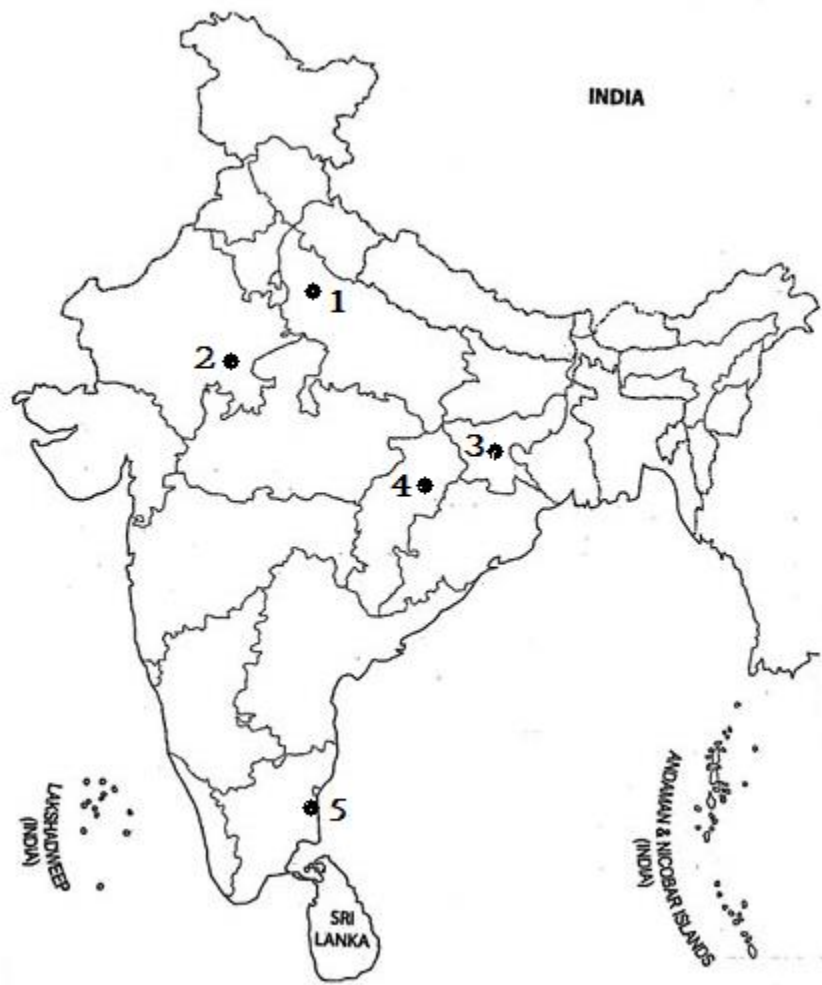 INDIA
1
2
3
4
5
LAKSHADWEEP
(INDIA)
ANDAMAN & NICOBAR ISLANDS
(INDIA)
SRI
LANKA